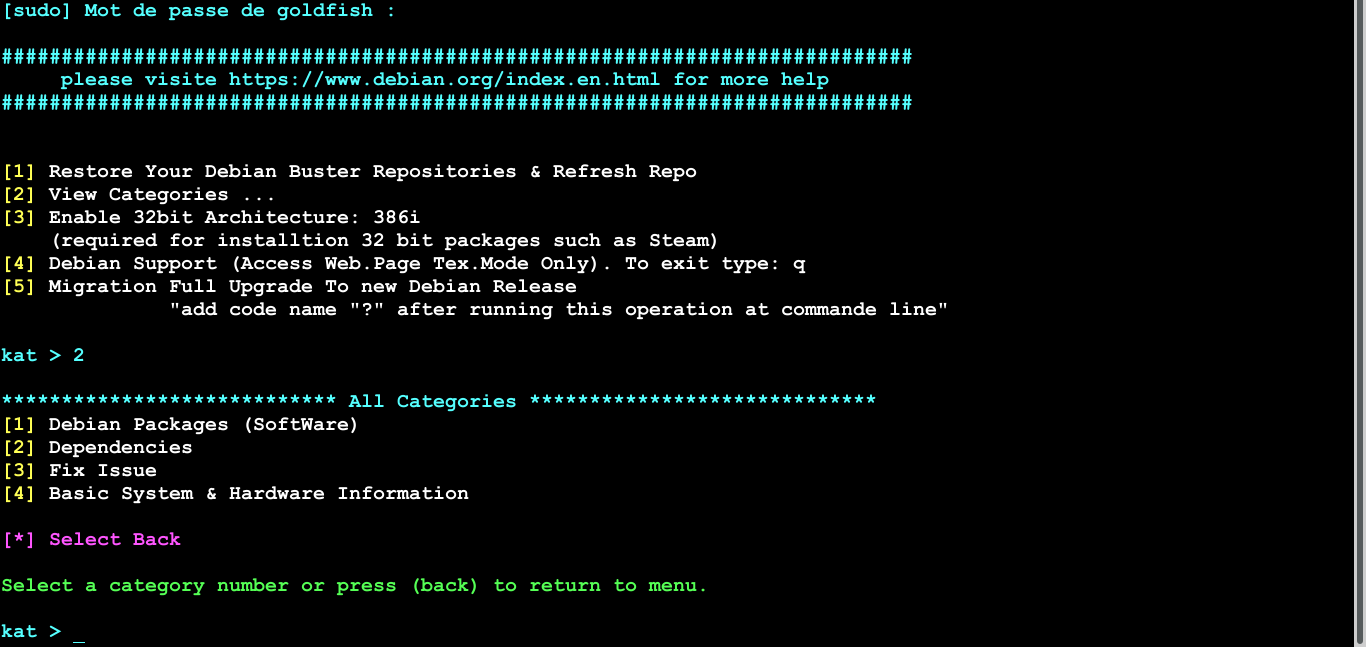 [sudo] Mot de passe de goldfish :
############################################################################
please visite https://www.debian.org/index.en.html for more help
############################################################################
[1] Restore Your Debian Buster Repositories & Refresh Repo
[2] View Categories ...
[3] Enable 32bit Architecture: 386i
(required for installtion 32 bit packages such as Steam)
[4] Debian Support (Access Web.Page Tex.Mode Only). To exit type: q
[5] Migration Full Upgrade To new Debian Release
"add code name "?" after running this operation at commande line"
kat > 2
**************************** All Categories *****************************
[1] Debian Packages (SoftWare)
[2] Dependencies
[3] Fix Issue
[4] Basic System & Hardware Information
[*] Select Back
Select a category number or press (back) to return to menu.
kat > _